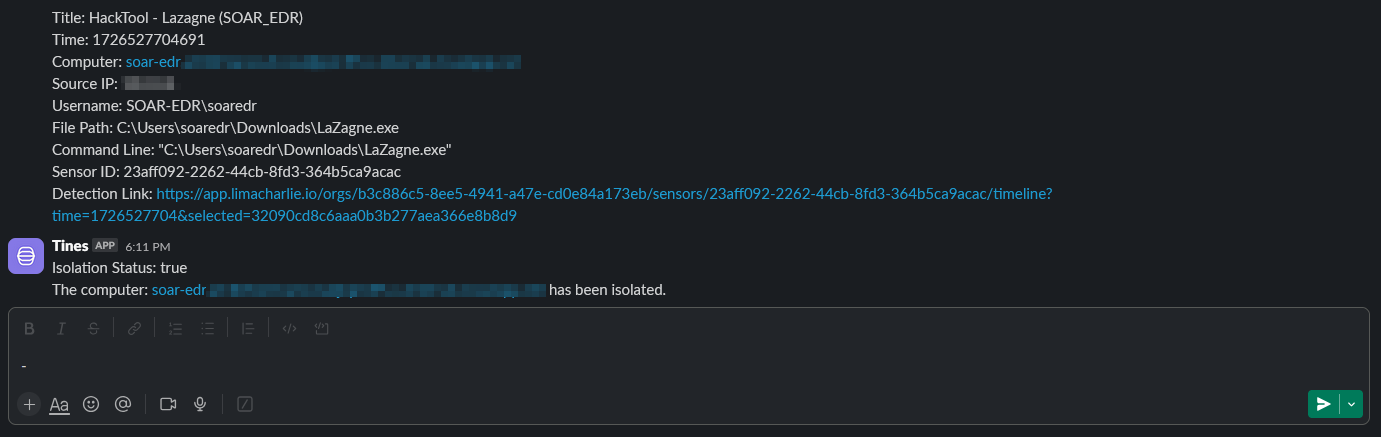 Title: HackTool - Lazagne (SOAR_EDR)
Time: 1726527704691
Computer: soar-edr
Source IP:
Username: SOAR-EDR\soaredr
File Path: C:\Users\soaredr\Downloads\LaZagne.exe
Command Line: "C:\Users\soaredr\Downloads\LaZagne.exe"
Sensor ID: 23aff092-2262-44cb-8fd3-364b5ca9acac
Detection Link: https://app.limacharlie.io/orgs/b3c886c5-8ee5-4941-a47e-cd0e84a173eb/sensors/23aff092-2262-44cb-8fd3-364b5ca9acac/timeline?
time=1726527704&selected=32090cd8c6aaa0b3b277aea366e8b8d9
Tines APP 6:11 PM
Isolation Status: true
The computer: soar-edr has been isolated.
B I S
-
+ Aa @